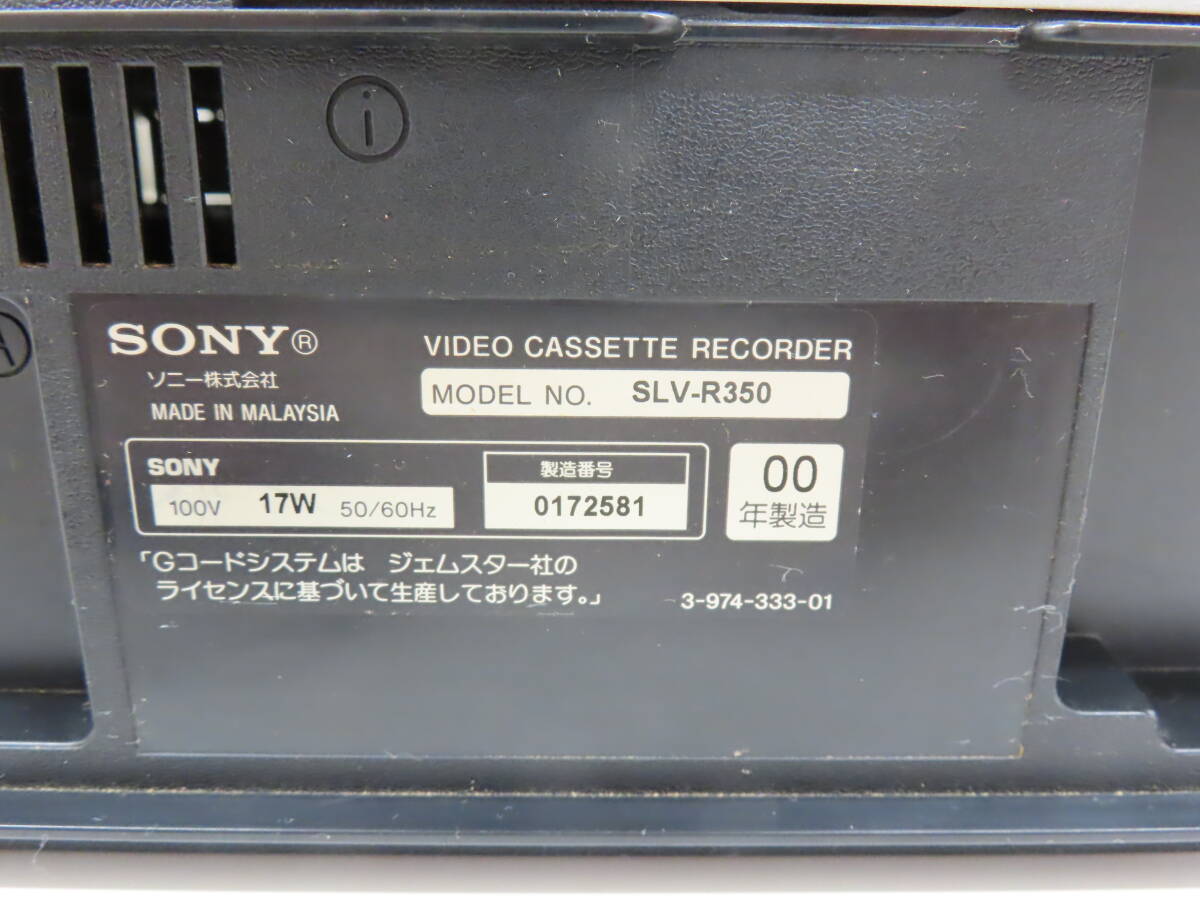 i
A
SONY®
ソニー株式会社
MADE IN MALAYSIA
VIDEO CASSETTE RECORDER
MODEL NO. SLV-R350
SONY
100V 17W 50/60Hz
製造番号
0172581
00
年製造
「Gコードシステムは ジェムスター社の
ライセンスに基づいて生産しております。」
3-974-333-01